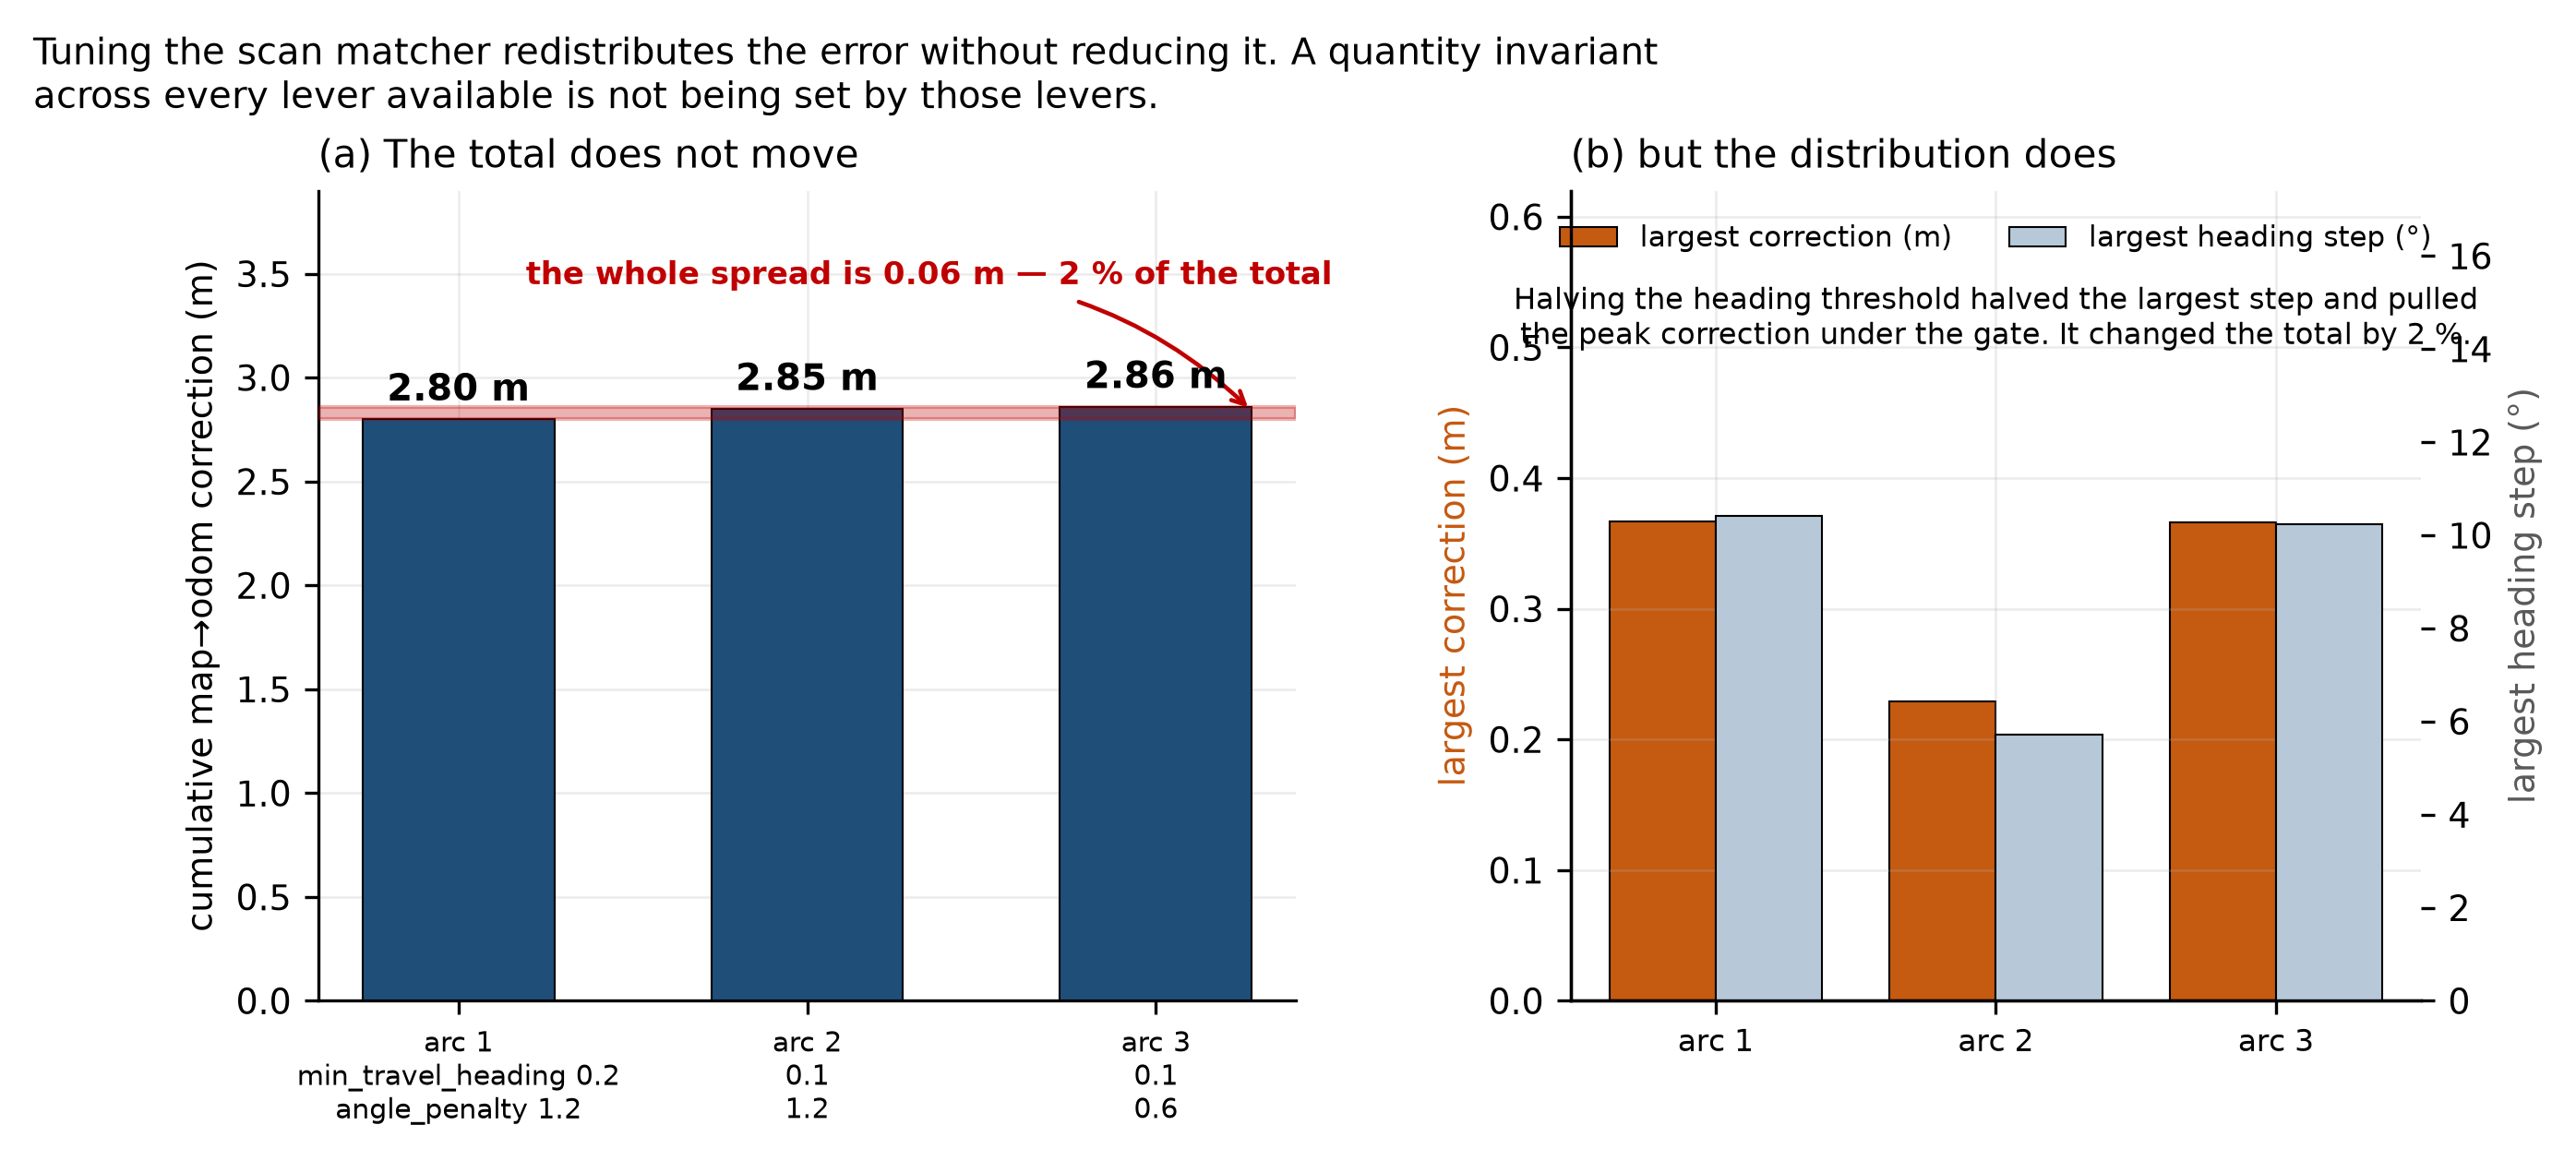 Tuning the scan matcher redistributes the error without reducing it. A quantity invariant
across every lever available is not being set by those levers.
(a) The total does not move
cumulative map→odom correction (m)
3.5
3.0
2.5
2.0
1.5
1.0
0.5
0.0
the whole spread is 0.06 m — 2 % of the total
2.80 m
2.85 m
2.86 m
arc 1
min_travel_heading 0.2
angle_penalty 1.2
arc 2
0.1
1.2
arc 3
0.1
0.6
(b) but the distribution does
largest correction (m)
0.6
0.5
0.4
0.3
0.2
0.1
0.0
largest correction (m)
largest heading step (°)
Halving the heading threshold halved the largest step and pulled
the peak correction under the gate. It changed the total by 2 %.
arc 1
arc 2
arc 3
16
14
12
10
8
6
4
2
0
largest heading step (°)